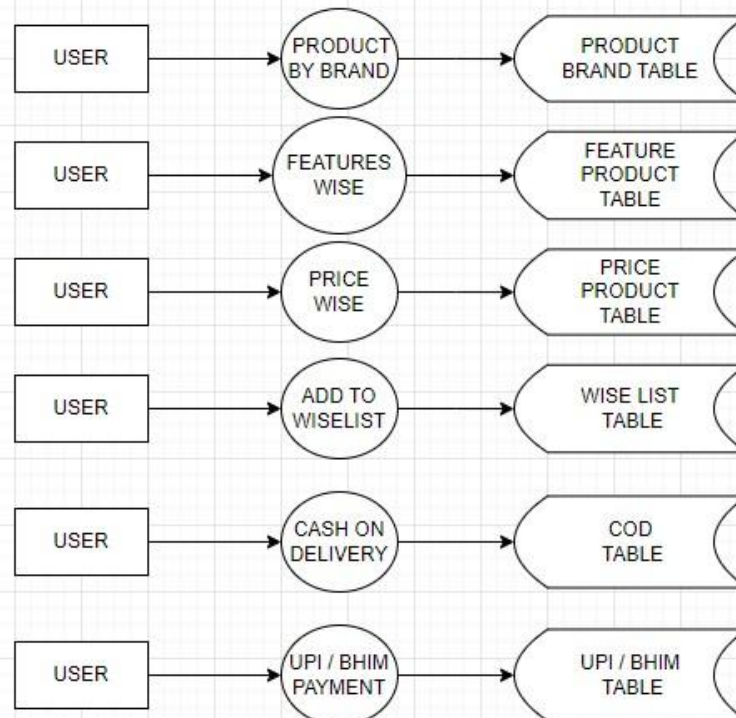 USER
PRODUCT
BY BRAND
PRODUCT
BRAND TABLE
USER
FEATURES
WISE
FEATURE
PRODUCT
TABLE
USER
PRICE
WISE
PRICE
PRODUCT
TABLE
USER
ADD TO
WISELIST
WISE LIST
TABLE
USER
CASH ON
DELIVERY
COD
TABLE
USER
UPI / BHIM
PAYMENT
UPI / BHIM
TABLE